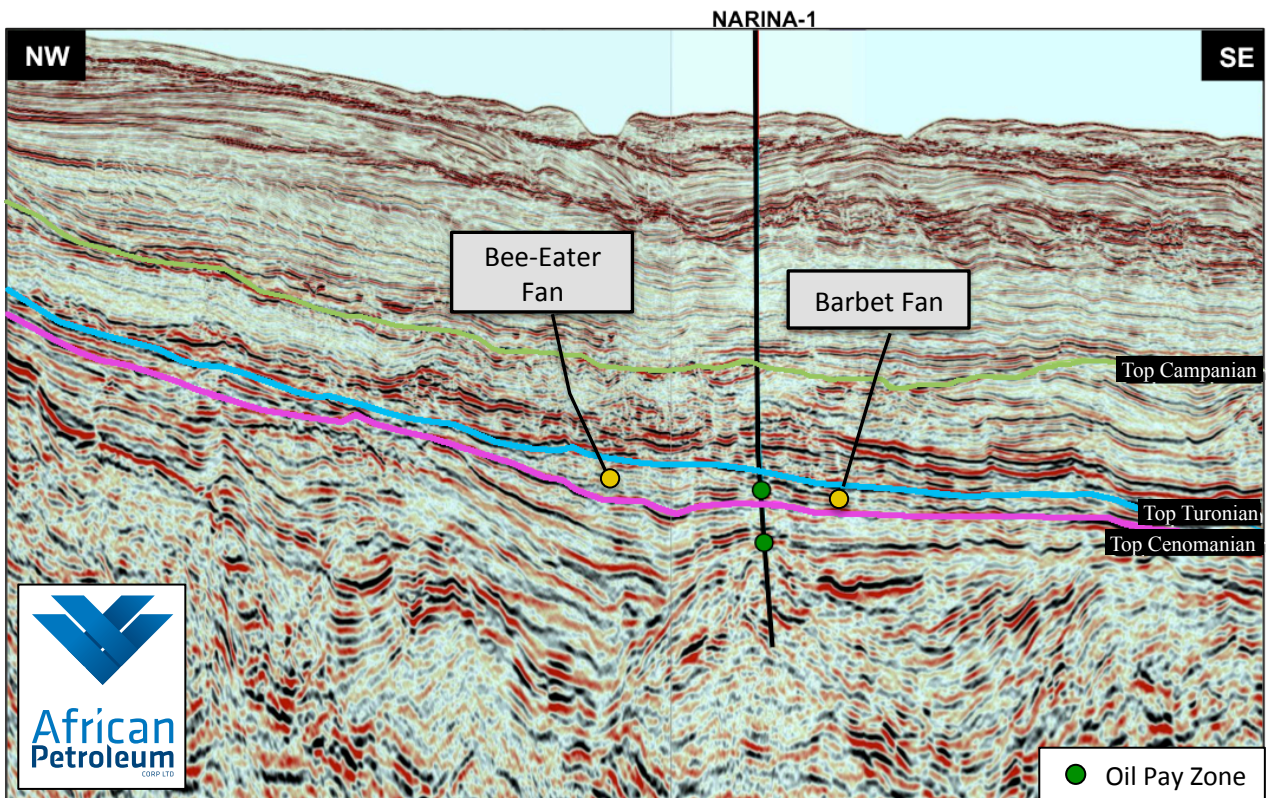 NARINA-1
NW
SE
Bee-Eater
Fan
Barbet Fan
Top Campanian
Top Turonian
Top Cenomanian
African
Petroleum
CORP LTD
Oil Pay Zone